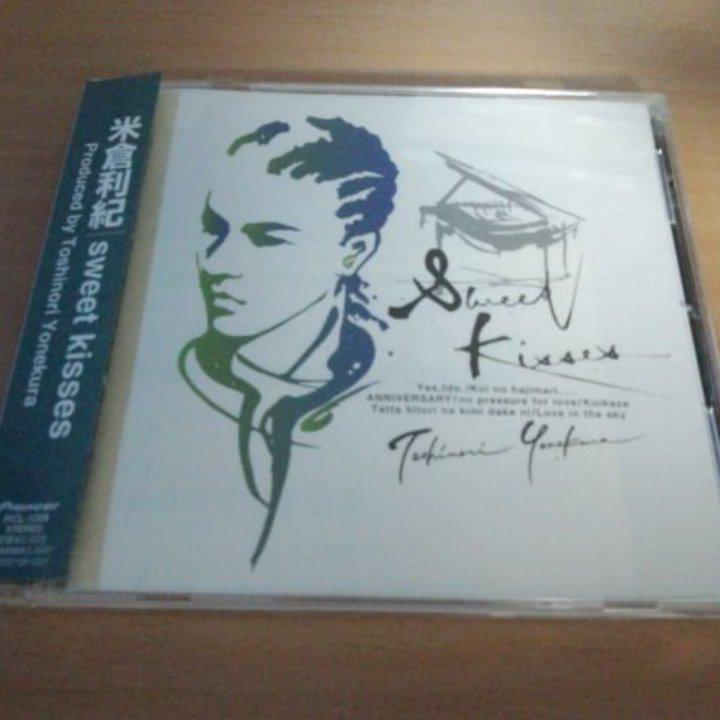 米倉利紀 sweet kisses
Produced by Toshinori Yonekura
Pioneer
STEREO
Sweet
Kisses
Yes,Ido./Koi no hajimari....
ANNIVERSARY/no pressure for love/Koikaze
Tatta hitori no kimi dake ni/Love in the sky
Toshinori Yonekura